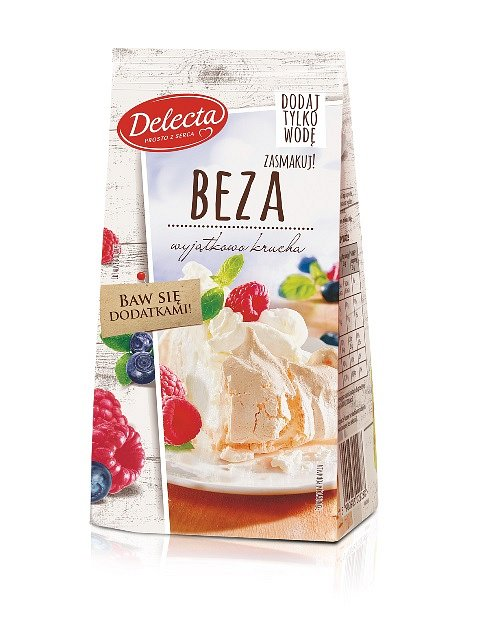 Delecta
PROSTO Z SERCA
DODAJ
TYLKO
WODĘ
ZASMAKUJ!
BEZA
wyjątkowo krucha
BAW SIĘ
DODATKAMI!